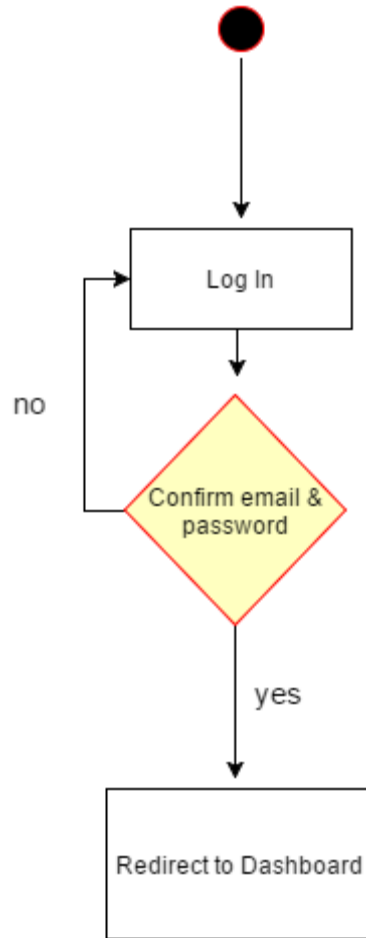 Log In
no
Confirm email &
password
yes
Redirect to Dashboard